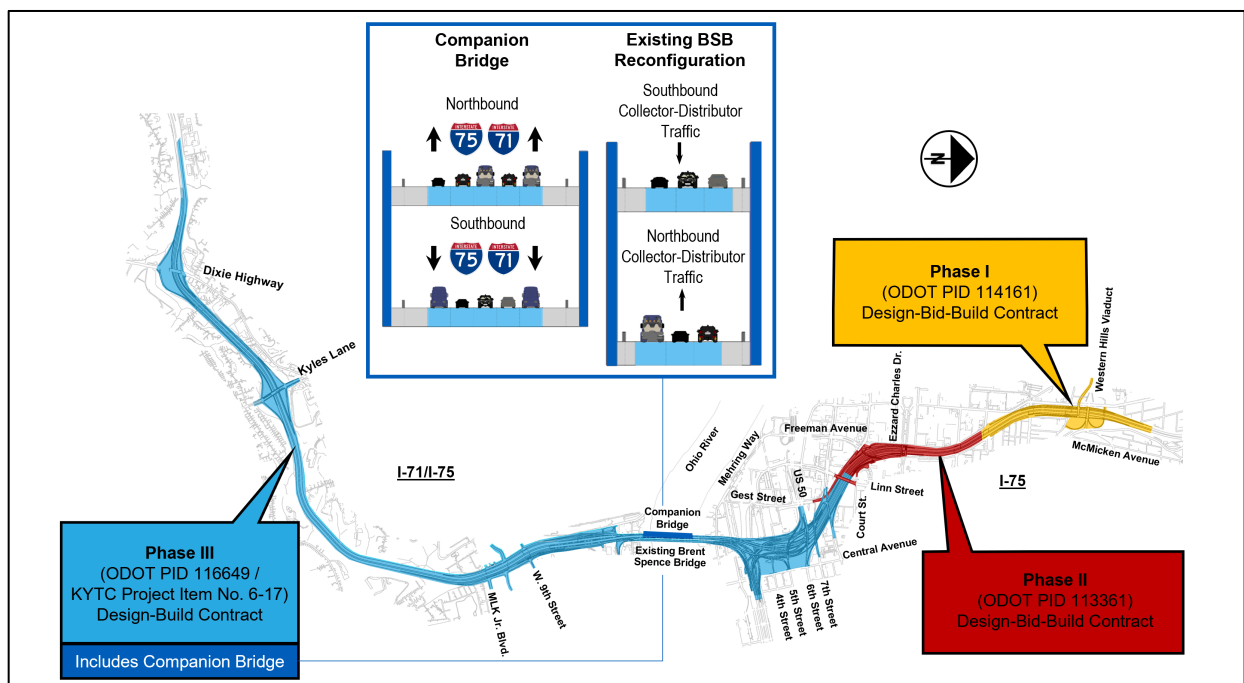 Companion
Bridge
Northbound
INTERSTATE
75
INTERSTATE
71
Southbound
INTERSTATE
75
INTERSTATE
71
Existing BSB
Reconfiguration
Southbound
Collector-Distributor
Traffic
Northbound
Collector-Distributor
Traffic
N
Phase I
(ODOT PID 114161)
Design-Bid-Build Contract
Western Hills Viaduct
McMicken Avenue
Ezzard Charles Dr.
Freeman Avenue
Dixie Highway
Kyles Lane
Ohio River
Mehring Way
I-71/I-75
US 50
Gest Street
Linn Street
I-75
Court St.
Central Avenue
Companion
Bridge
Existing Brent
Spence Bridge
7th Street
6th Street
5th Street
4th Street
W. 9th Street
MLK Jr. Blvd.
Phase III
(ODOT PID 116649 /
KYTC Project Item No. 6-17)
Design-Build Contract
Includes Companion Bridge
Phase II
(ODOT PID 113361)
Design-Bid-Build Contract